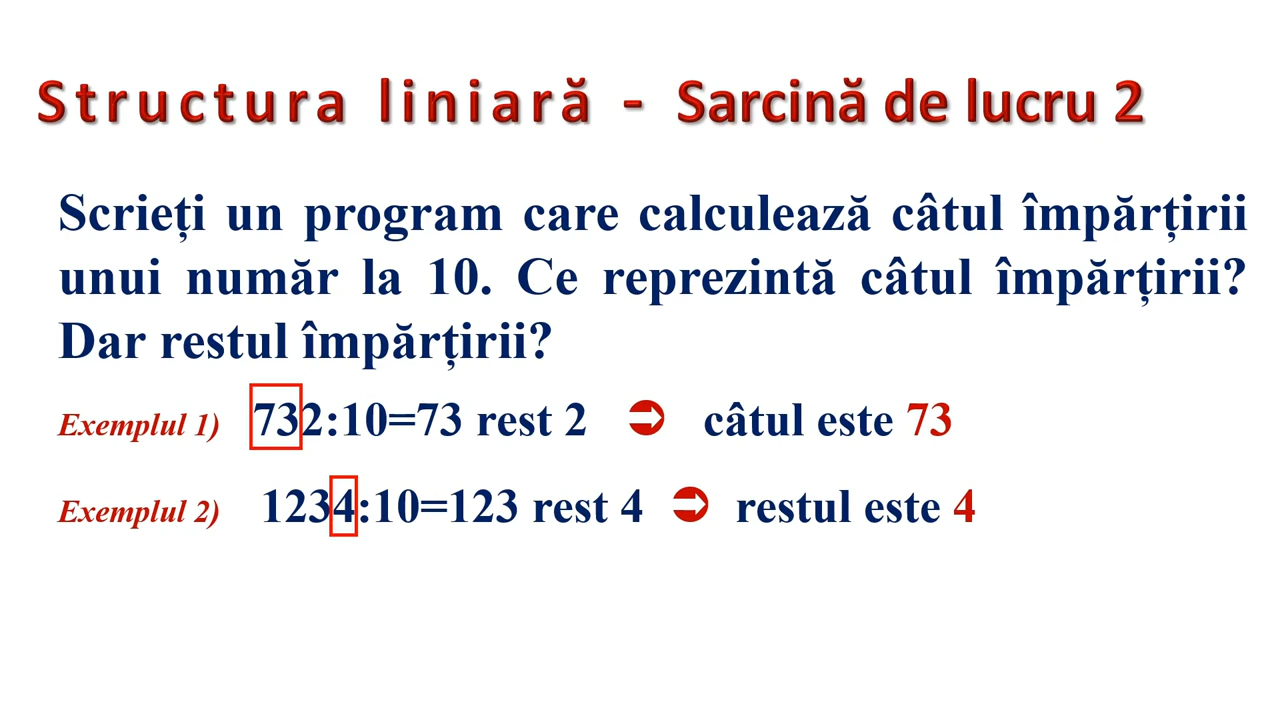 Structura liniară - Sarcină de lucru 2
Scrieți un program care calculează câtul împărțirii
unui număr la 10. Ce reprezintă câtul împărțirii?
Dar restul împărțirii?
Exemplul 1) 732:10=73 rest 2 ➲ câtul este 73
Exemplul 2) 1234:10=123 rest 4 ➲ restul este 4